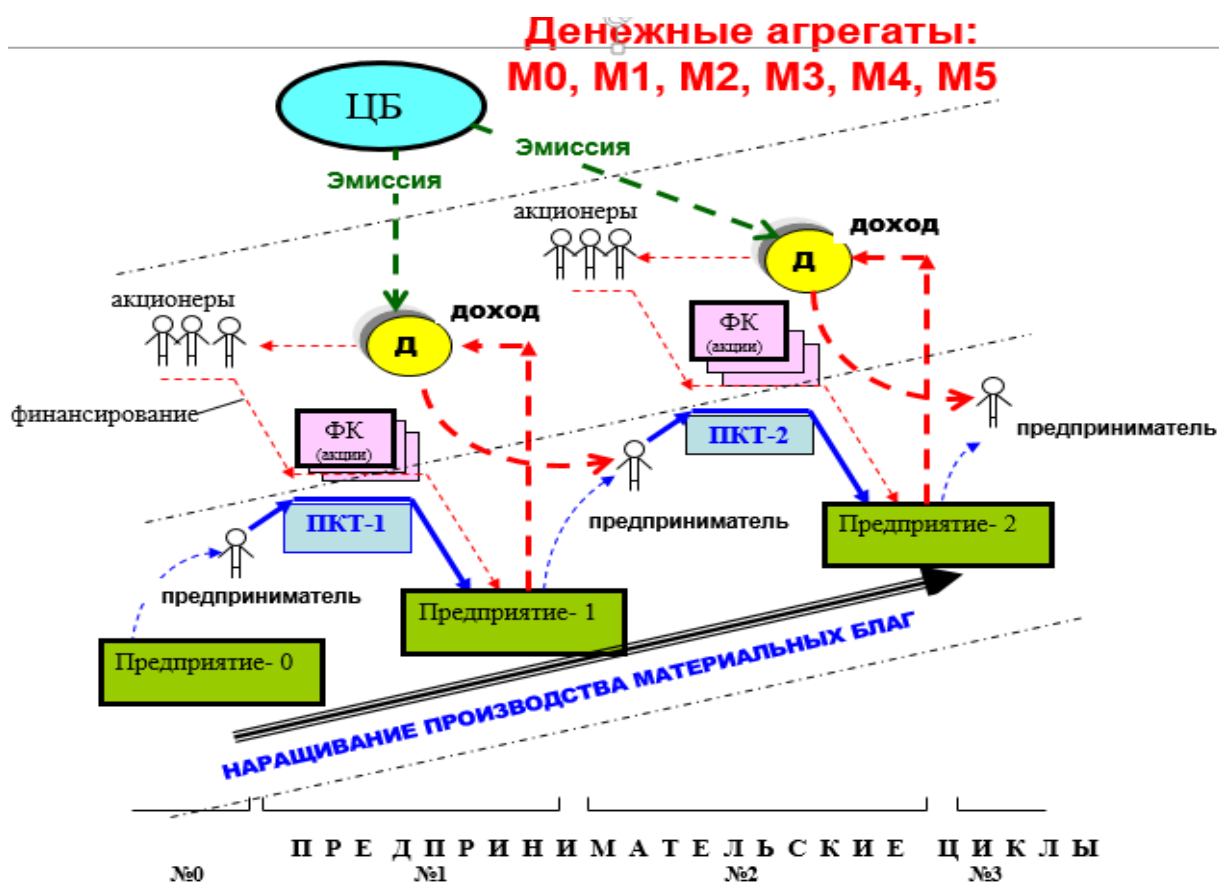 Денежные агрегаты:
М0, М1, М2, М3, М4, М5
ЦБ
Эмиссия
Эмиссия
акционеры
Д
доход
ФК
(акции)
предприниматель
ПКТ-2
Предприятие- 2
акционеры
Д
доход
финансирование
ФК
(акции)
предприниматель
ПКТ-1
предприниматель
Предприятие- 1
Предприятие- 0
НАРАЩИВАНИЕ ПРОИЗВОДСТВА МАТЕРИАЛЬНЫХ БЛАГ
П Р Е Д П Р И Н И М А Т Е Л Ь С К И Е Ц И К Л Ы
№0 №1 №2 №3